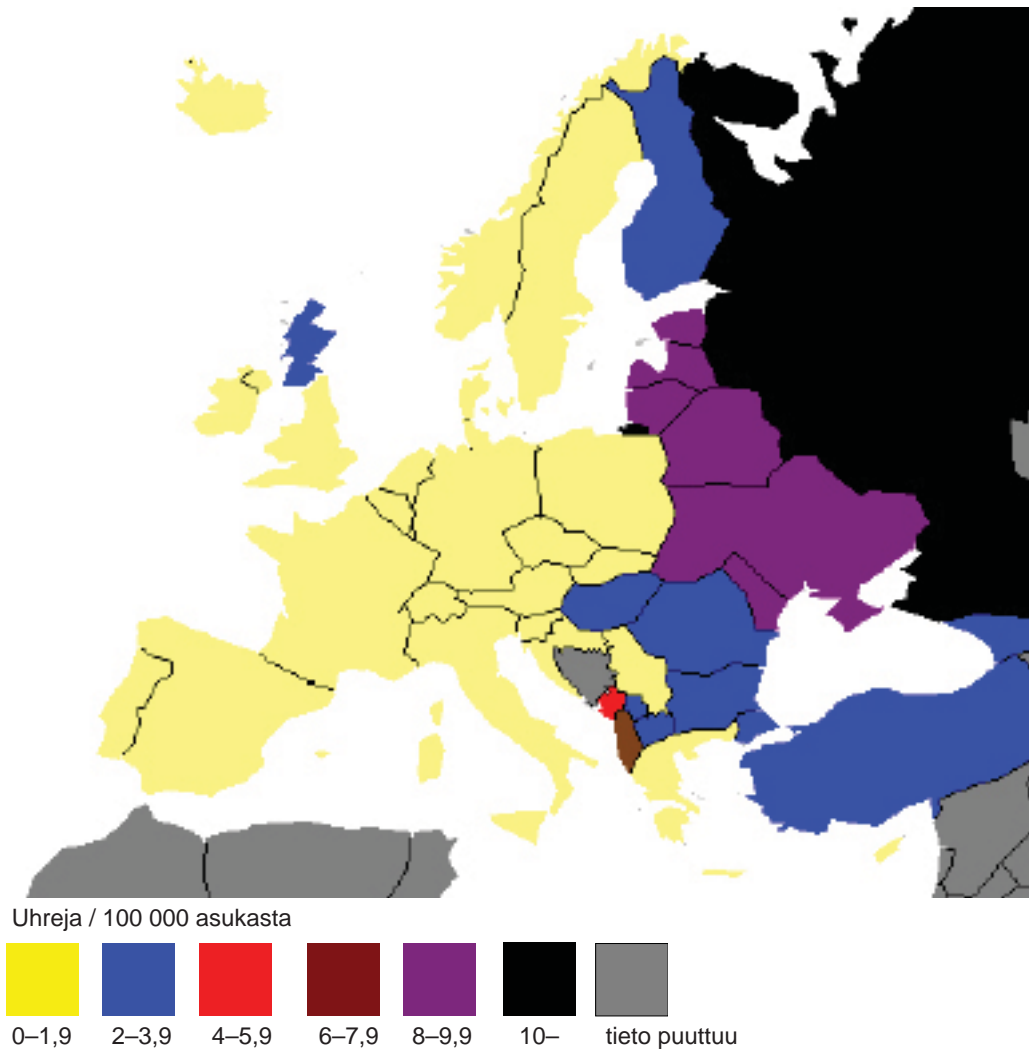 Uhreja / 100 000 asukasta
0–1,9 2–3,9 4–5,9 6–7,9 8–9,9 10– tieto puuttuu